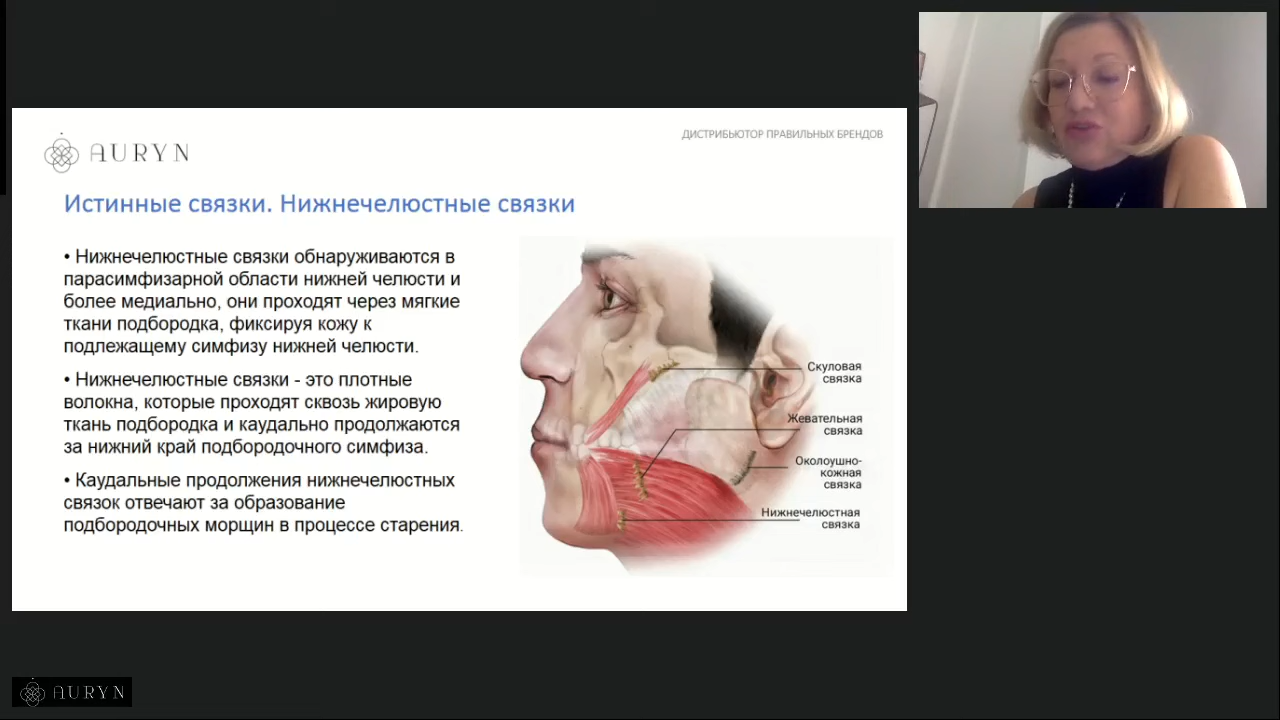 AURYN
ДИСТРИБЬЮТОР ПРАВИЛЬНЫХ БРЕНДОВ
Истинные связки. Нижнечелюстные связки
• Нижнечелюстные связки обнаруживаются в
парасимфизарной области нижней челюсти и
более медиально, они проходят через мягкие
ткани подбородка, фиксируя кожу к
подлежащему симфизу нижней челюсти.
• Нижнечелюстные связки - это плотные
волокна, которые проходят сквозь жировую
ткань подбородка и каудально продолжаются
за нижний край подбородочного симфиза.
• Каудальные продолжения нижнечелюстных
связок отвечают за образование
подбородочных морщин в процессе старения.
Скуловая
связка
Жевательная
связка
Околоушно-
кожная
связка
Нижнечелюстная
связка
AURYN